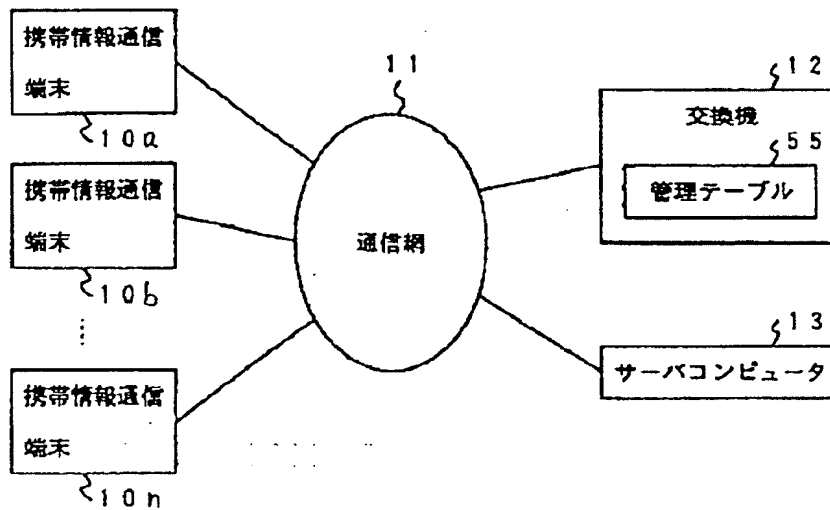 携帯情報通信
端末
10a
携帯情報通信
端末
10b
携帯情報通信
端末
10n
11
通信網
12
交換機
55
管理テーブル
13
サーバコンピュータ